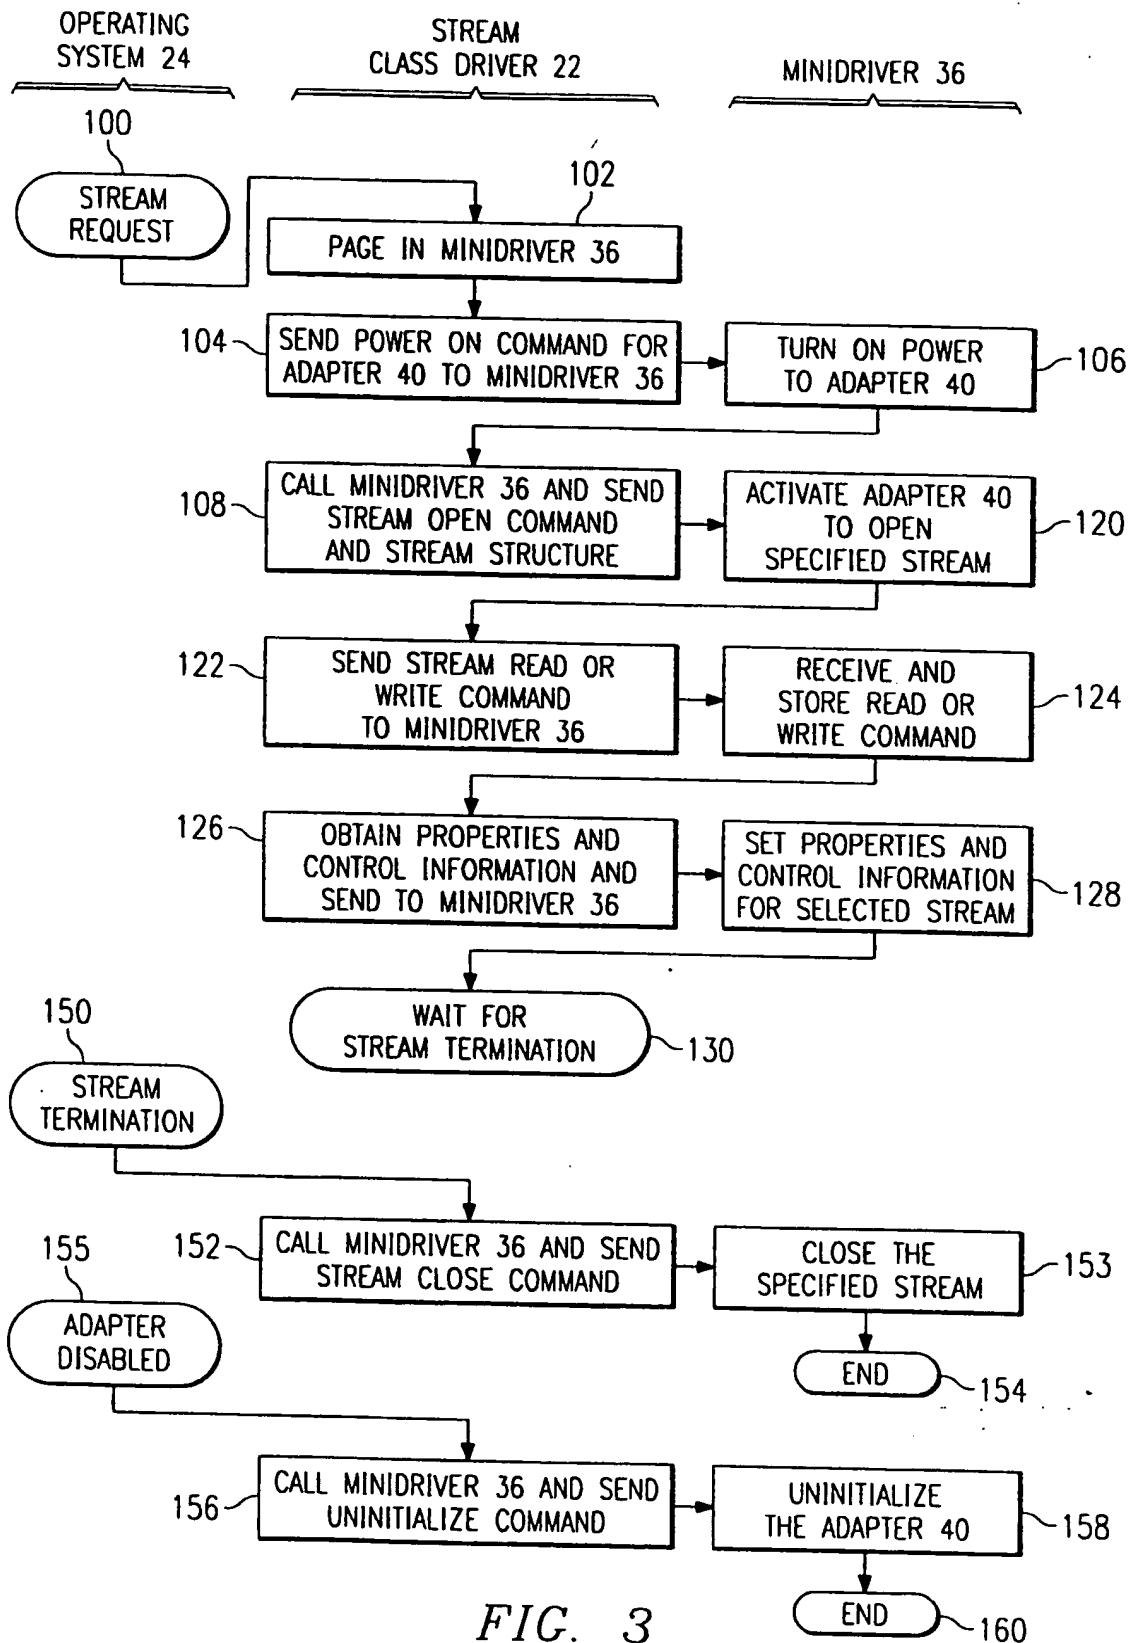 OPERATING
SYSTEM 24
STREAM
CLASS DRIVER 22
MINIDRIVER 36
100
STREAM
REQUEST
102
PAGE IN MINIDRIVER 36
104
SEND POWER ON COMMAND FOR
ADAPTER 40 TO MINIDRIVER 36
TURN ON POWER
TO ADAPTER 40
106
108
CALL MINIDRIVER 36 AND SEND
STREAM OPEN COMMAND
AND STREAM STRUCTURE
ACTIVATE ADAPTER 40
TO OPEN
SPECIFIED STREAM
120
122
SEND STREAM READ OR
WRITE COMMAND
TO MINIDRIVER 36
RECEIVE AND
STORE READ OR
WRITE COMMAND
124
126
OBTAIN PROPERTIES AND
CONTROL INFORMATION AND
SEND TO MINIDRIVER 36
SET PROPERTIES AND
CONTROL INFORMATION
FOR SELECTED STREAM
128
WAIT FOR
STREAM TERMINATION
130
150
STREAM
TERMINATION
152
CALL MINIDRIVER 36 AND SEND
STREAM CLOSE COMMAND
CLOSE THE
SPECIFIED STREAM
153
END
154
155
ADAPTER
DISABLED
156
CALL MINIDRIVER 36 AND SEND
UNINITIALIZE COMMAND
UNINITIALIZE
THE ADAPTER 40
158
END
160
FIG. 3